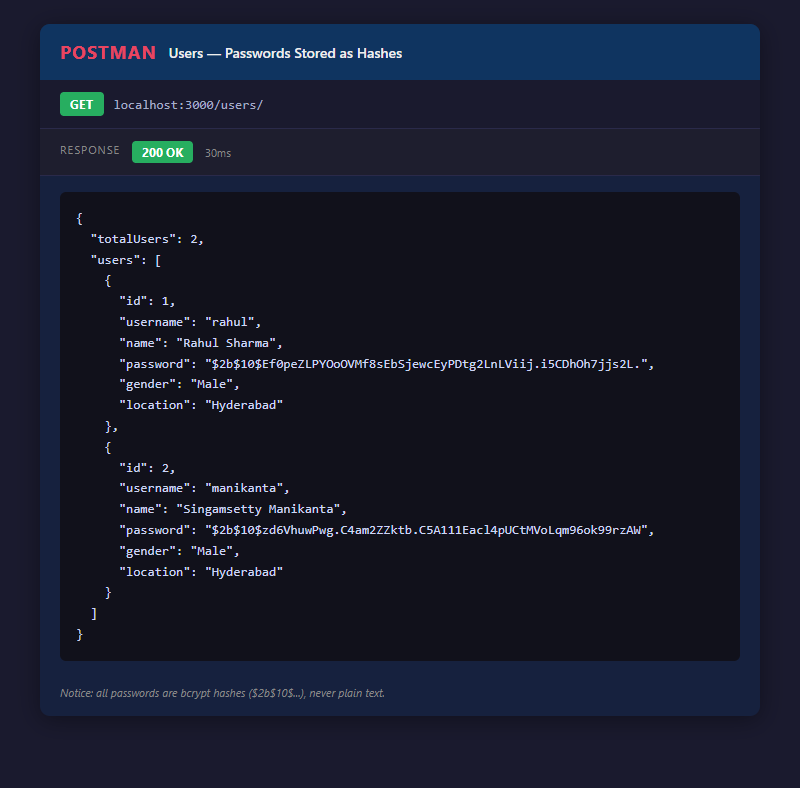 POSTMAN Users — Passwords Stored as Hashes
GET localhost:3000/users/
RESPONSE 200 OK 30ms
{
  "totalUsers": 2,
  "users": [
    {
      "id": 1,
      "username": "rahul",
      "name": "Rahul Sharma",
      "password": "$2b$10$Ef0peZLPYOoOVMf8sEbSjewcEyPDtg2LnLViij.i5CDhOh7jjs2L.",
      "gender": "Male",
      "location": "Hyderabad"
    },
    {
      "id": 2,
      "username": "manikanta",
      "name": "Singamsetty Manikanta",
      "password": "$2b$10$zd6VhuwPwg.C4am2ZZktb.C5A111Eacl4pUCtMVoLqm96ok99rzAW",
      "gender": "Male",
      "location": "Hyderabad"
    }
  ]
}
Notice: all passwords are bcrypt hashes ($2b$10$...), never plain text.